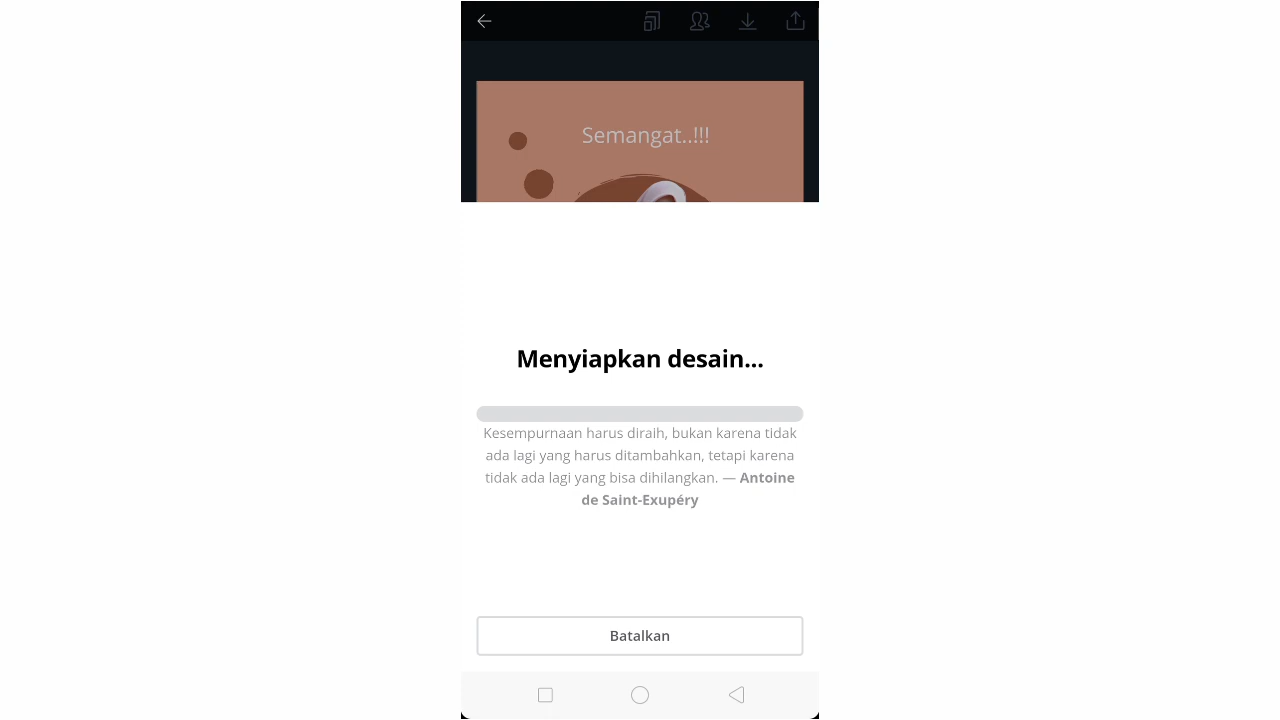 Semangat..!!!
Menyiapkan desain...
Kesempurnaan harus diraih, bukan karena tidak
ada lagi yang harus ditambahkan, tetapi karena
tidak ada lagi yang bisa dihilangkan. — Antoine
de Saint-Exupéry
Batalkan